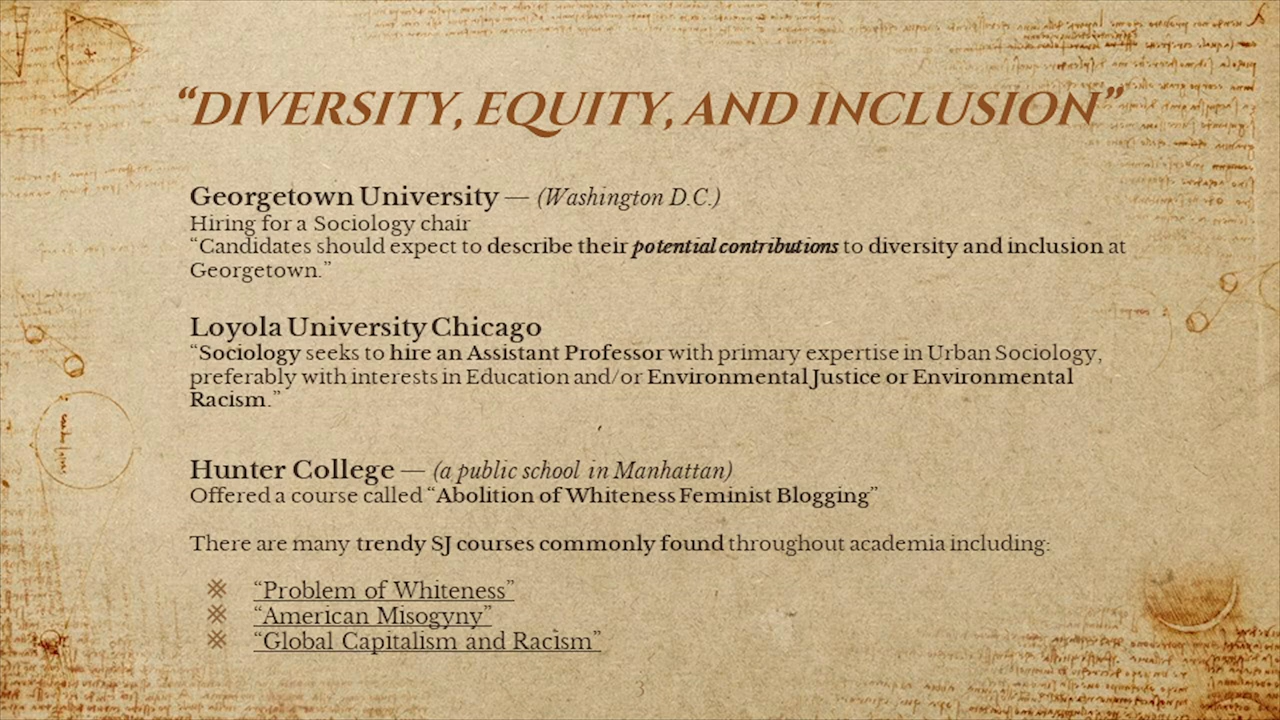 “DIVERSITY, EQUITY, AND INCLUSION”
Georgetown University — (Washington D.C.)
Hiring for a Sociology chair
“Candidates should expect to describe their potential contributions to diversity and inclusion at
Georgetown.”
Loyola University Chicago
“Sociology seeks to hire an Assistant Professor with primary expertise in Urban Sociology,
preferably with interests in Education and/or Environmental Justice or Environmental
Racism.”
Hunter College — (a public school in Manhattan)
Offered a course called “Abolition of Whiteness Feminist Blogging”
There are many trendy SJ courses commonly found throughout academia including:
※ “Problem of Whiteness”
※ “American Misogyny”
※ “Global Capitalism and Racism”
3